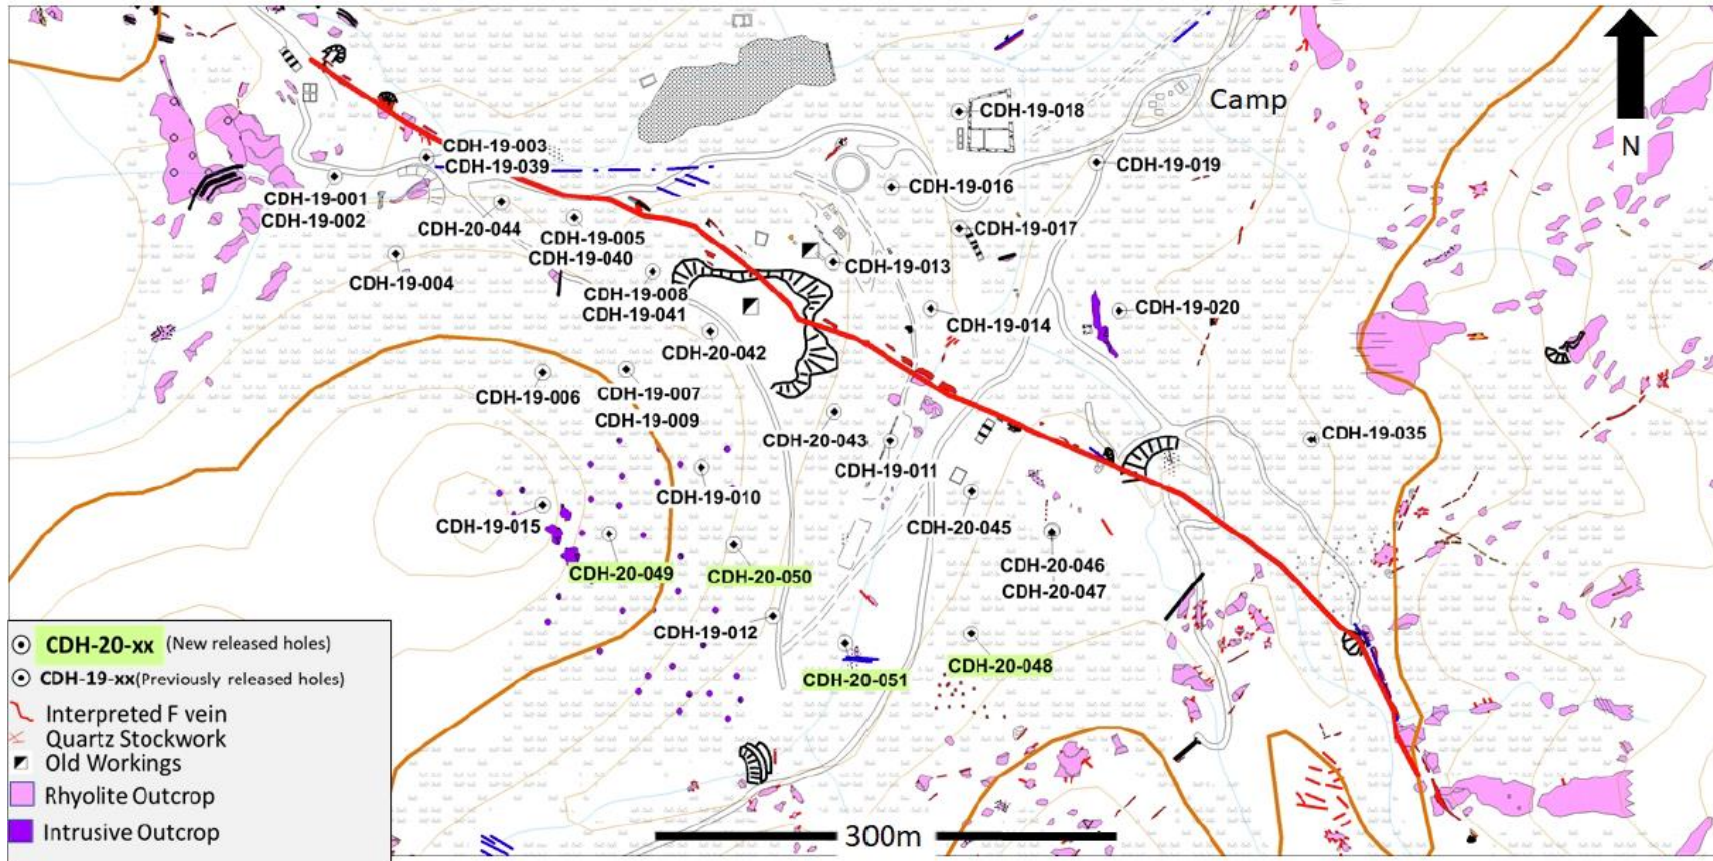 Camp
CDH-19-018
N
CDH-19-003
CDH-19-039
CDH-19-019
CDH-19-001
CDH-19-002
CDH-19-016
CDH-20-044
CDH-19-005
CDH-19-040
CDH-19-017
CDH-19-004
CDH-19-013
CDH-19-008
CDH-19-041
CDH-19-014
CDH-19-020
CDH-20-042
CDH-19-006
CDH-19-007
CDH-19-009
CDH-20-043
CDH-19-035
CDH-19-011
CDH-19-010
CDH-19-015
CDH-20-045
CDH-20-049
CDH-20-050
CDH-20-046
CDH-20-047
CDH-19-012
CDH-20-051
CDH-20-048
CDH-20-xx (New released holes)
CDH-19-xx(Previously released holes)
Interpreted F vein
Quartz Stockwork
Old Workings
Rhyolite Outcrop
Intrusive Outcrop
300m